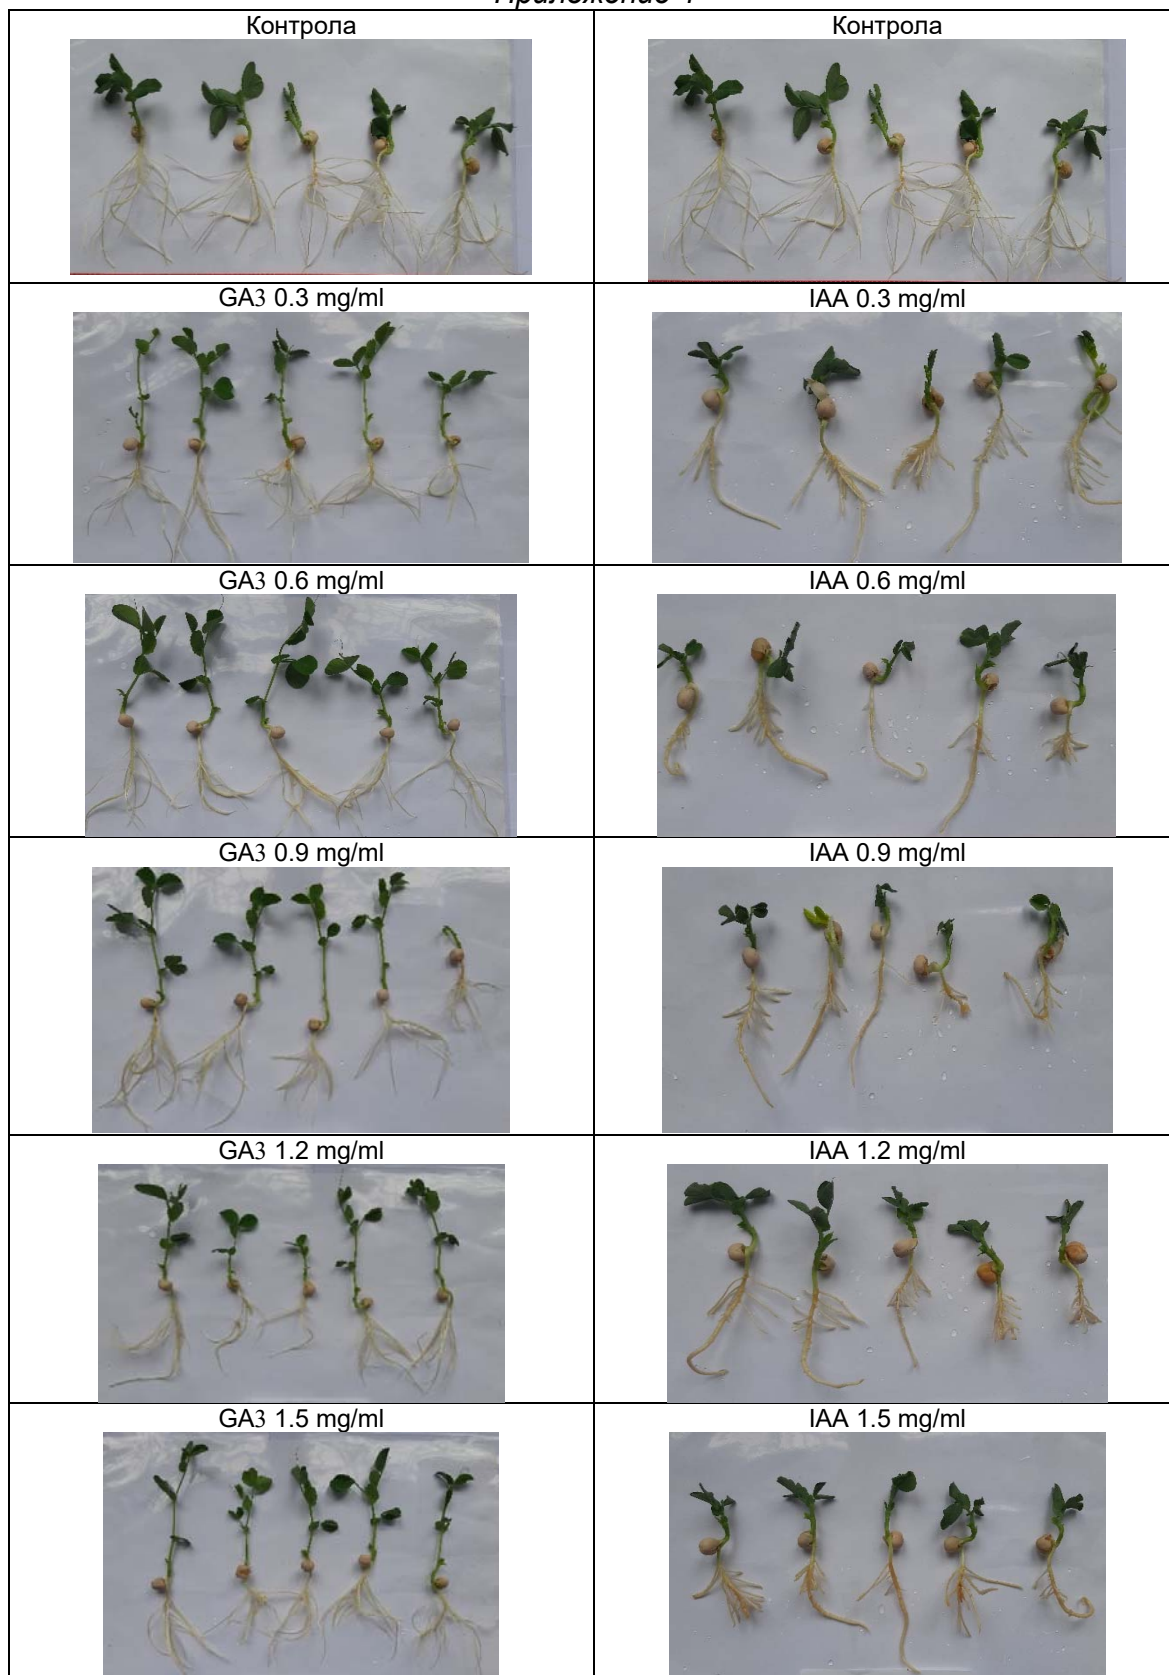 Контрола
Контрола
GA3 0.3 mg/ml
IAA 0.3 mg/ml
GA3 0.6 mg/ml
IAA 0.6 mg/ml
GA3 0.9 mg/ml
IAA 0.9 mg/ml
GA3 1.2 mg/ml
IAA 1.2 mg/ml
GA3 1.5 mg/ml
IAA 1.5 mg/ml